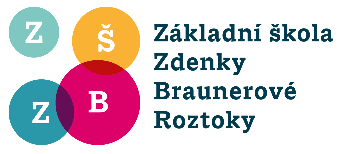 Z Š
Z B
Základní škola
Zdenky
Braunerové
Roztoky